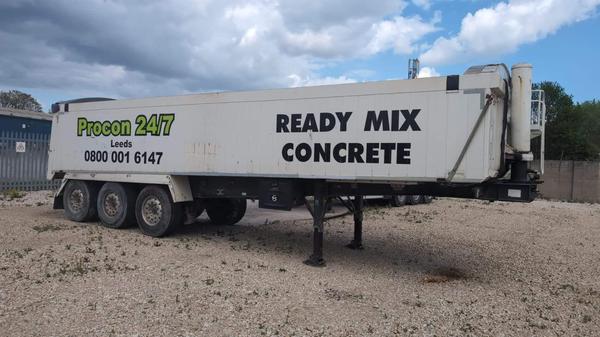 Procon 24/7
Leeds
0800 001 6147
READY MIX
CONCRETE